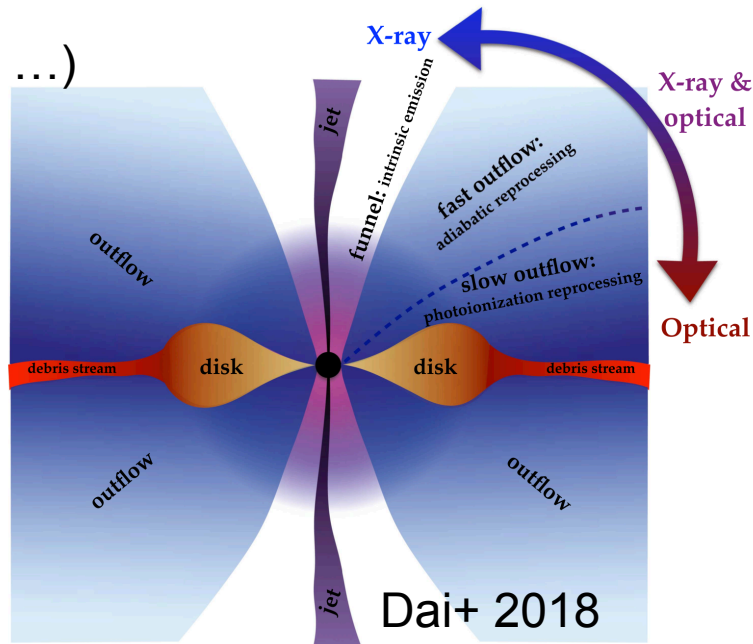 ...)
X-ray
X-ray &
optical
Optical
jet
funnel: intrinsic emission
fast outflow:
adiabatic reprocessing
slow outflow:
photoionization reprocessing
outflow
debris stream
disk
disk
debris stream
outflow
outflow
jet
Dai+ 2018